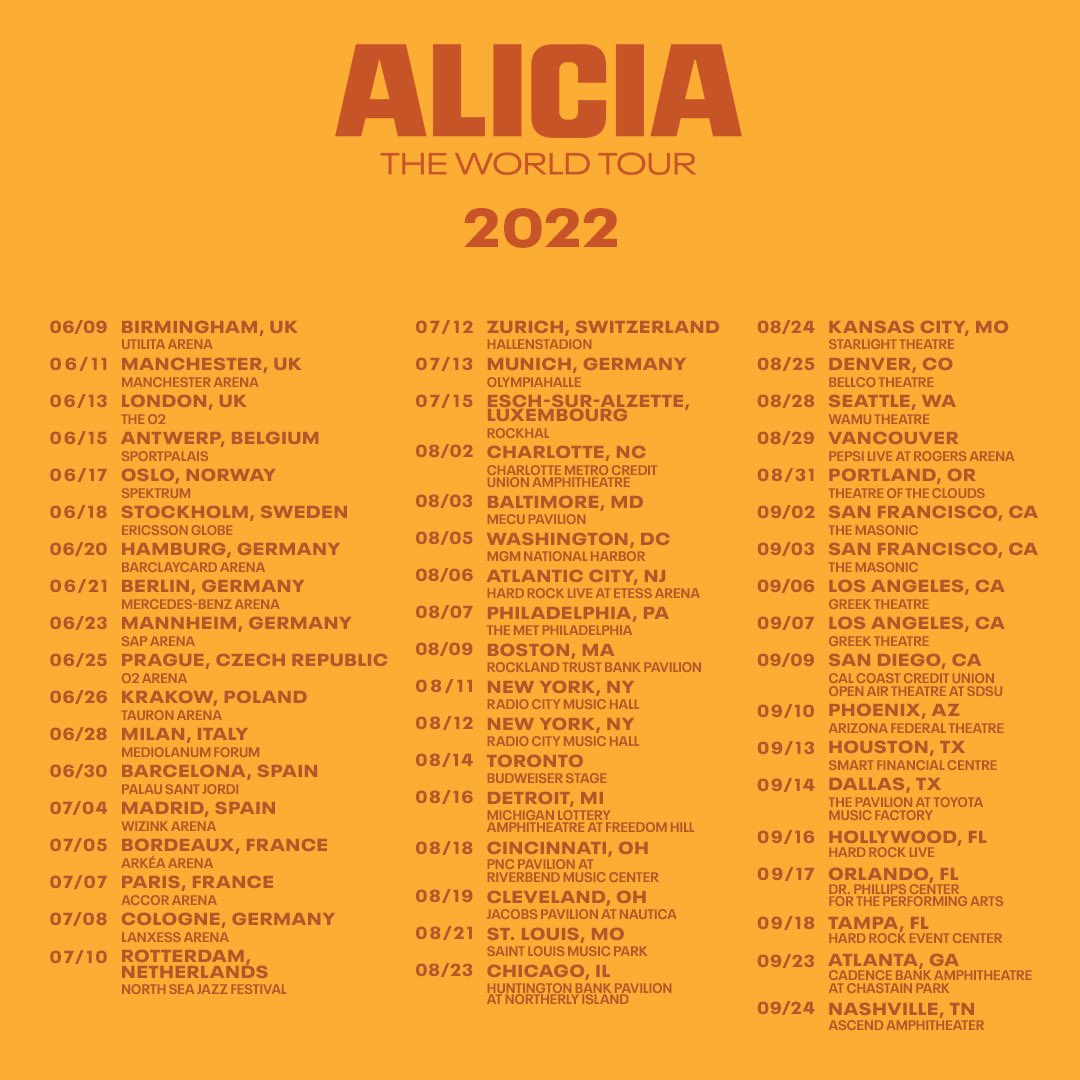 ALICIA
THE WORLD TOUR
2022
06/09 BIRMINGHAM, UK
UTILITA ARENA
06/11 MANCHESTER, UK
MANCHESTER ARENA
06/13 LONDON, UK
THE O2
06/15 ANTWERP, BELGIUM
SPORTPALAIS
06/17 OSLO, NORWAY
SPEKTRUM
06/18 STOCKHOLM, SWEDEN
ERICSSON GLOBE
06/20 HAMBURG, GERMANY
BARCLAYCARD ARENA
06/21 BERLIN, GERMANY
MERCEDES-BENZ ARENA
06/23 MANNHEIM, GERMANY
SAP ARENA
06/25 PRAGUE, CZECH REPUBLIC
O2 ARENA
06/26 KRAKOW, POLAND
TAURON ARENA
06/28 MILAN, ITALY
MEDIOLANUM FORUM
06/30 BARCELONA, SPAIN
PALAU SANT JORDI
07/04 MADRID, SPAIN
WIZINK ARENA
07/05 BORDEAUX, FRANCE
ARKÉA ARENA
07/07 PARIS, FRANCE
ACCOR ARENA
07/08 COLOGNE, GERMANY
LANXESS ARENA
07/10 ROTTERDAM,
NETHERLANDS
NORTH SEA JAZZ FESTIVAL
07/12 ZURICH, SWITZERLAND
HALLENSTADION
07/13 MUNICH, GERMANY
OLYMPIAHALLE
07/15 ESCH-SUR-ALZETTE,
LUXEMBOURG
ROCKHAL
08/02 CHARLOTTE, NC
CHARLOTTE METRO CREDIT
UNION AMPHITHEATRE
08/03 BALTIMORE, MD
MECU PAVILION
08/05 WASHINGTON, DC
MGM NATIONAL HARBOR
08/06 ATLANTIC CITY, NJ
HARD ROCK LIVE AT ETESS ARENA
08/07 PHILADELPHIA, PA
THE MET PHILADELPHIA
08/09 BOSTON, MA
ROCKLAND TRUST BANK PAVILION
08/11 NEW YORK, NY
RADIO CITY MUSIC HALL
08/12 NEW YORK, NY
RADIO CITY MUSIC HALL
08/14 TORONTO
BUDWEISER STAGE
08/16 DETROIT, MI
MICHIGAN LOTTERY
AMPHITHEATRE AT FREEDOM HILL
08/18 CINCINNATI, OH
PNC PAVILION AT
RIVERBEND MUSIC CENTER
08/19 CLEVELAND, OH
JACOBS PAVILION AT NAUTICA
08/21 ST. LOUIS, MO
SAINT LOUIS MUSIC PARK
08/23 CHICAGO, IL
HUNTINGTON BANK PAVILION
AT NORTHERLY ISLAND
08/24 KANSAS CITY, MO
STARLIGHT THEATRE
08/25 DENVER, CO
BELLCO THEATRE
08/28 SEATTLE, WA
WAMU THEATRE
08/29 VANCOUVER
PEPSI LIVE AT ROGERS ARENA
08/31 PORTLAND, OR
THEATRE OF THE CLOUDS
09/02 SAN FRANCISCO, CA
THE MASONIC
09/03 SAN FRANCISCO, CA
THE MASONIC
09/06 LOS ANGELES, CA
GREEK THEATRE
09/07 LOS ANGELES, CA
GREEK THEATRE
09/09 SAN DIEGO, CA
CAL COAST CREDIT UNION
OPEN AIR THEATRE AT SDSU
09/10 PHOENIX, AZ
ARIZONA FEDERAL THEATRE
09/13 HOUSTON, TX
SMART FINANCIAL CENTRE
09/14 DALLAS, TX
THE PAVILION AT TOYOTA
MUSIC FACTORY
09/16 HOLLYWOOD, FL
HARD ROCK LIVE
09/17 ORLANDO, FL
DR. PHILLIPS CENTER
FOR THE PERFORMING ARTS
09/18 TAMPA, FL
HARD ROCK EVENT CENTER
09/23 ATLANTA, GA
CADENCE BANK AMPHITHEATRE
AT CHASTAIN PARK
09/24 NASHVILLE, TN
ASCEND AMPHITHEATER